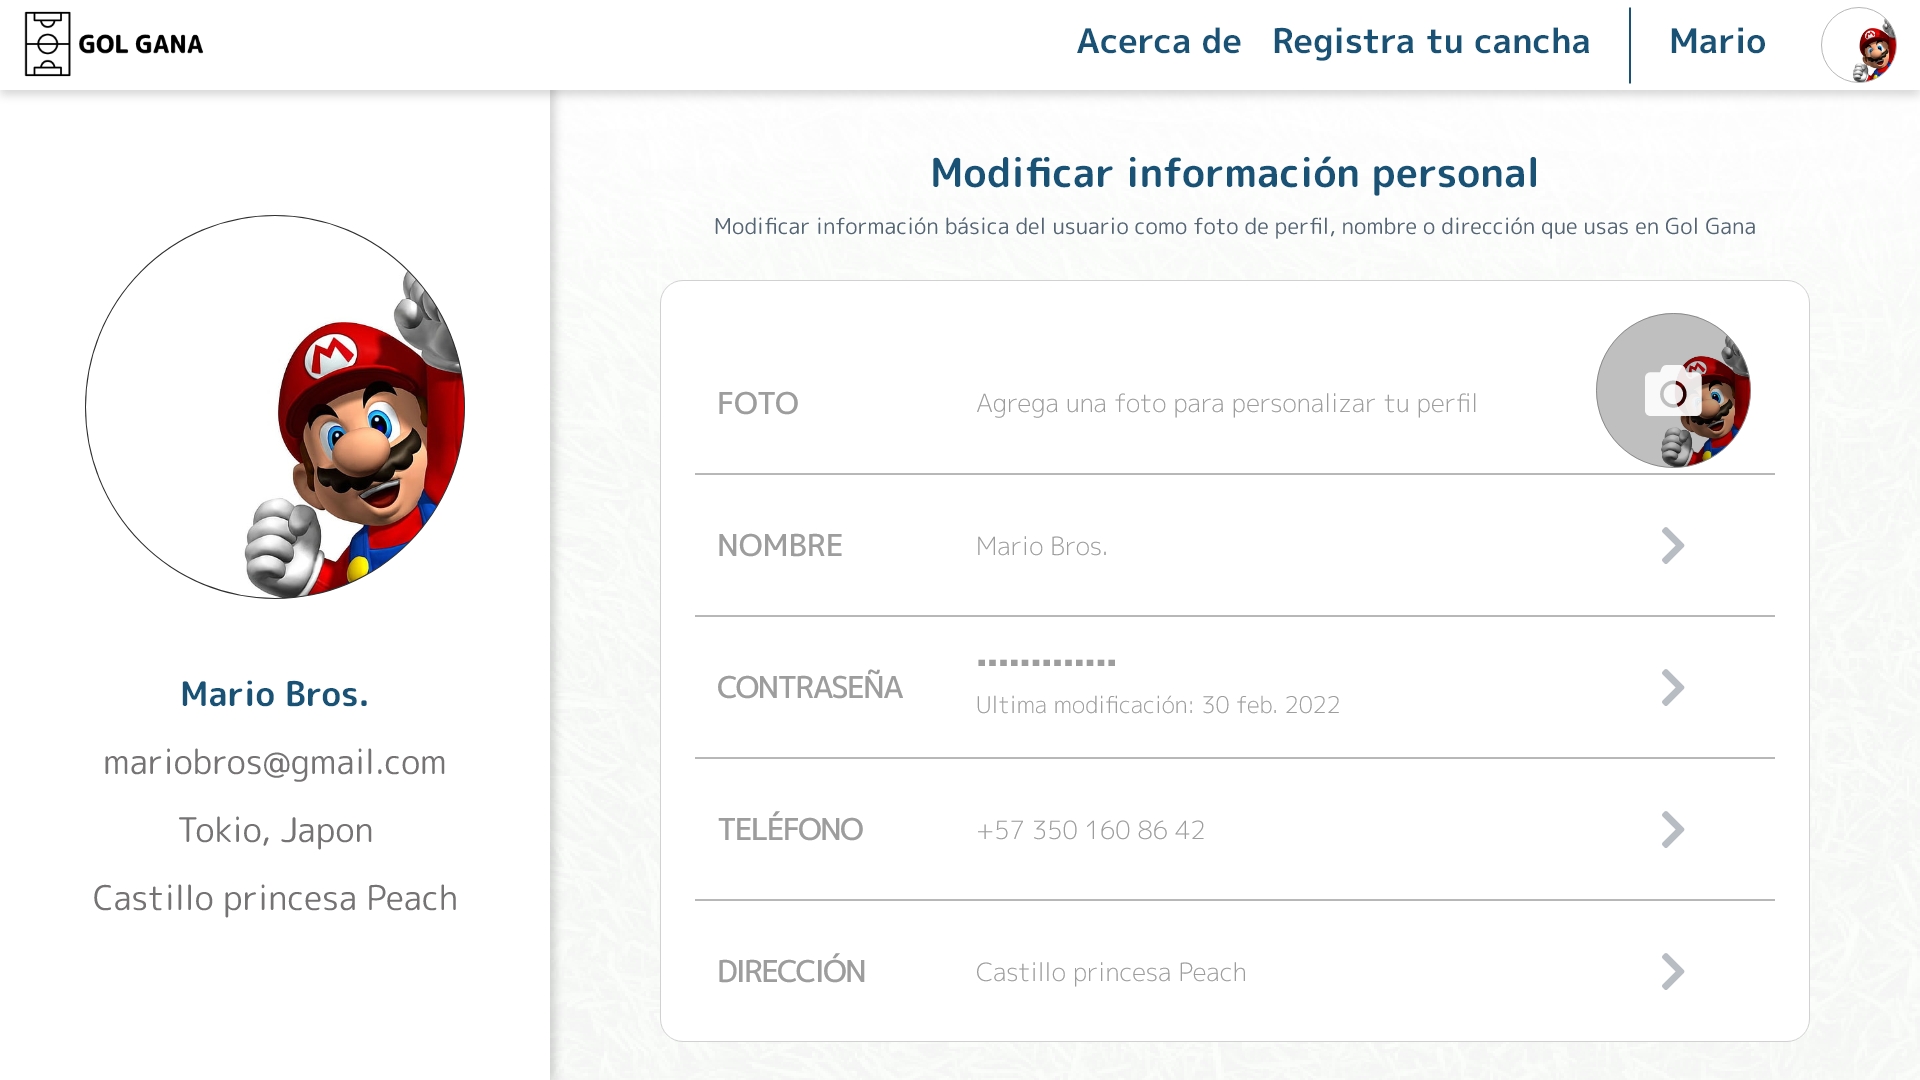 GOL GANA
Acerca de
Registra tu cancha
Mario
Mario Bros.
mariobros@gmail.com
Tokio, Japon
Castillo princesa Peach
Modificar información personal
Modificar información básica del usuario como foto de perfil, nombre o dirección que usas en Gol Gana
FOTO
Agrega una foto para personalizar tu perfil
NOMBRE
Mario Bros.
CONTRASEÑA
Ultima modificación: 30 feb. 2022
TELÉFONO
+57 350 160 86 42
DIRECCIÓN
Castillo princesa Peach